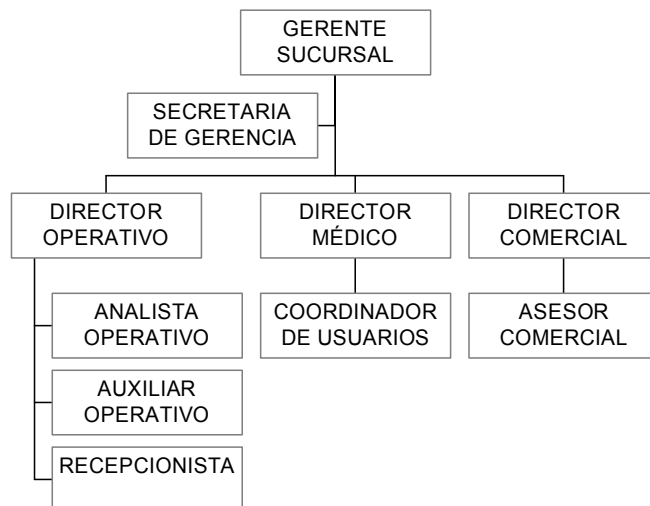 GERENTE
SUCURSAL
SECRETARIA
DE GERENCIA
DIRECTOR
OPERATIVO
DIRECTOR
MÉDICO
DIRECTOR
COMERCIAL
ANALISTA
OPERATIVO
COORDINADOR
DE USUARIOS
ASESOR
COMERCIAL
AUXILIAR
OPERATIVO
RECEPCIONISTA